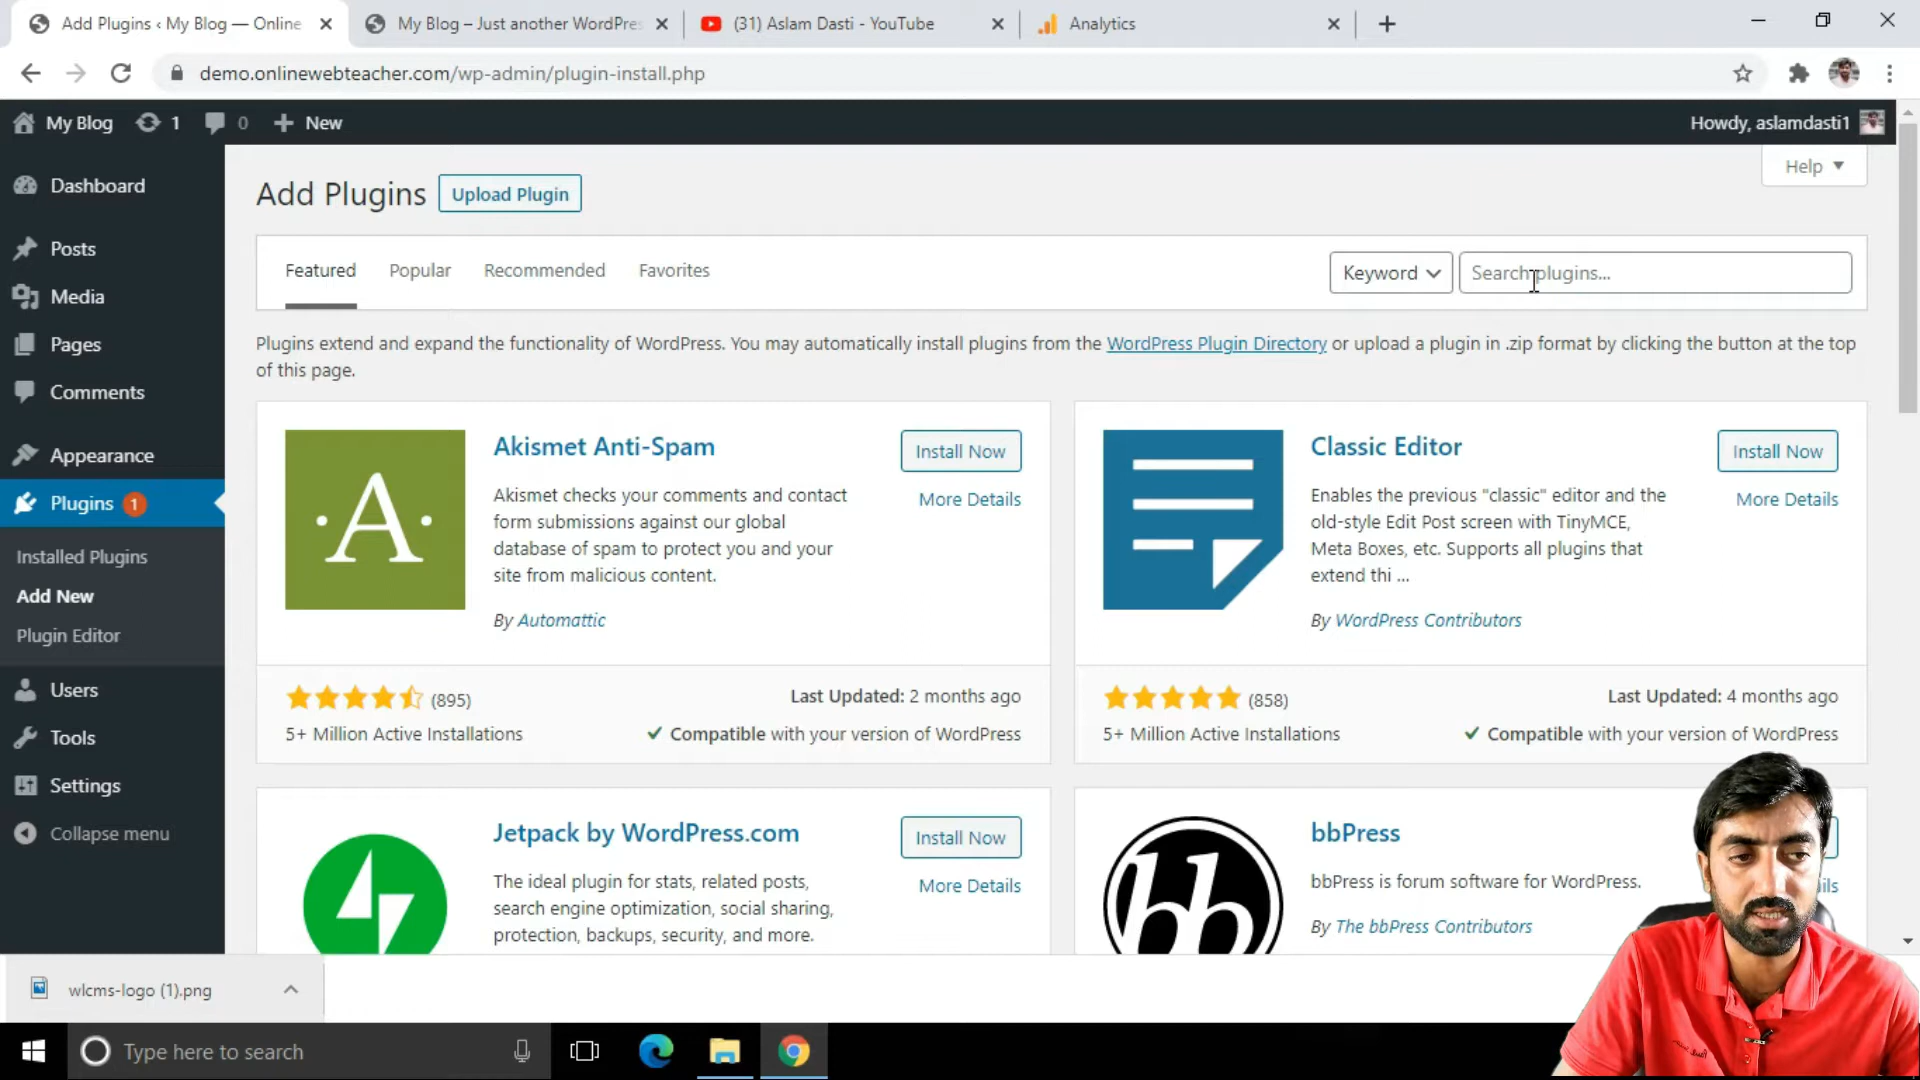 Add Plugins ‹ My Blog — Online
My Blog – Just another WordPres
(31) Aslam Dasti - YouTube
Analytics
demo.onlinewebteacher.com/wp-admin/plugin-install.php
My Blog
1
0
New
Howdy, aslamdasti1
Dashboard
Posts
Media
Pages
Comments
Appearance
Plugins 1
Installed Plugins
Add New
Plugin Editor
Users
Tools
Settings
Collapse menu
Help
Add Plugins
Upload Plugin
Featured
Popular
Recommended
Favorites
Keyword
Search plugins...
Plugins extend and expand the functionality of WordPress. You may automatically install plugins from the WordPress Plugin Directory or upload a plugin in .zip format by clicking the button at the top
of this page.
A
Akismet Anti-Spam
Install Now
More Details
Akismet checks your comments and contact
form submissions against our global
database of spam to protect you and your
site from malicious content.
By Automattic
(895)
Last Updated: 2 months ago
5+ Million Active Installations
Compatible with your version of WordPress
Classic Editor
Install Now
More Details
Enables the previous "classic" editor and the
old-style Edit Post screen with TinyMCE,
Meta Boxes, etc. Supports all plugins that
extend thi ...
By WordPress Contributors
(858)
Last Updated: 4 months ago
5+ Million Active Installations
Compatible with your version of WordPress
Jetpack by WordPress.com
Install Now
More Details
The ideal plugin for stats, related posts,
search engine optimization, social sharing,
protection, backups, security, and more.
bb
bbPress
bbPress is forum software for WordPress.
By The bbPress Contributors
wlcms-logo (1).png
Type here to search